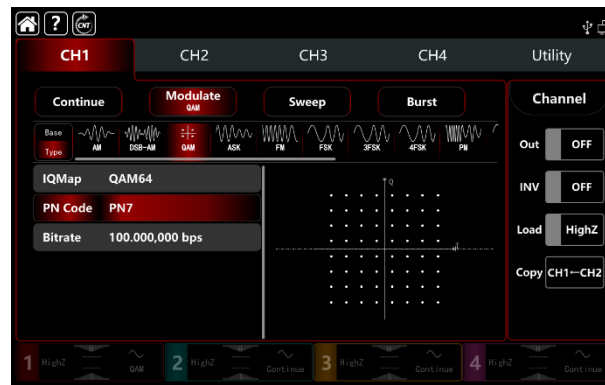 ? CNT
CH1 CH2 CH3 CH4 Utility
Continue Modulate QAM Sweep Burst Channel
Base Type AM DSB-AM QAM ASK FM FSK 3FSK 4FSK PM
Out OFF
IQMap QAM64
INV OFF
PN Code PN7
Bitrate 100.000,000 bps
Load HighZ
Copy CH1←CH2
Q
I
1 HighZ QAM 2 HighZ Continue 3 HighZ Continue 4 HighZ Continue